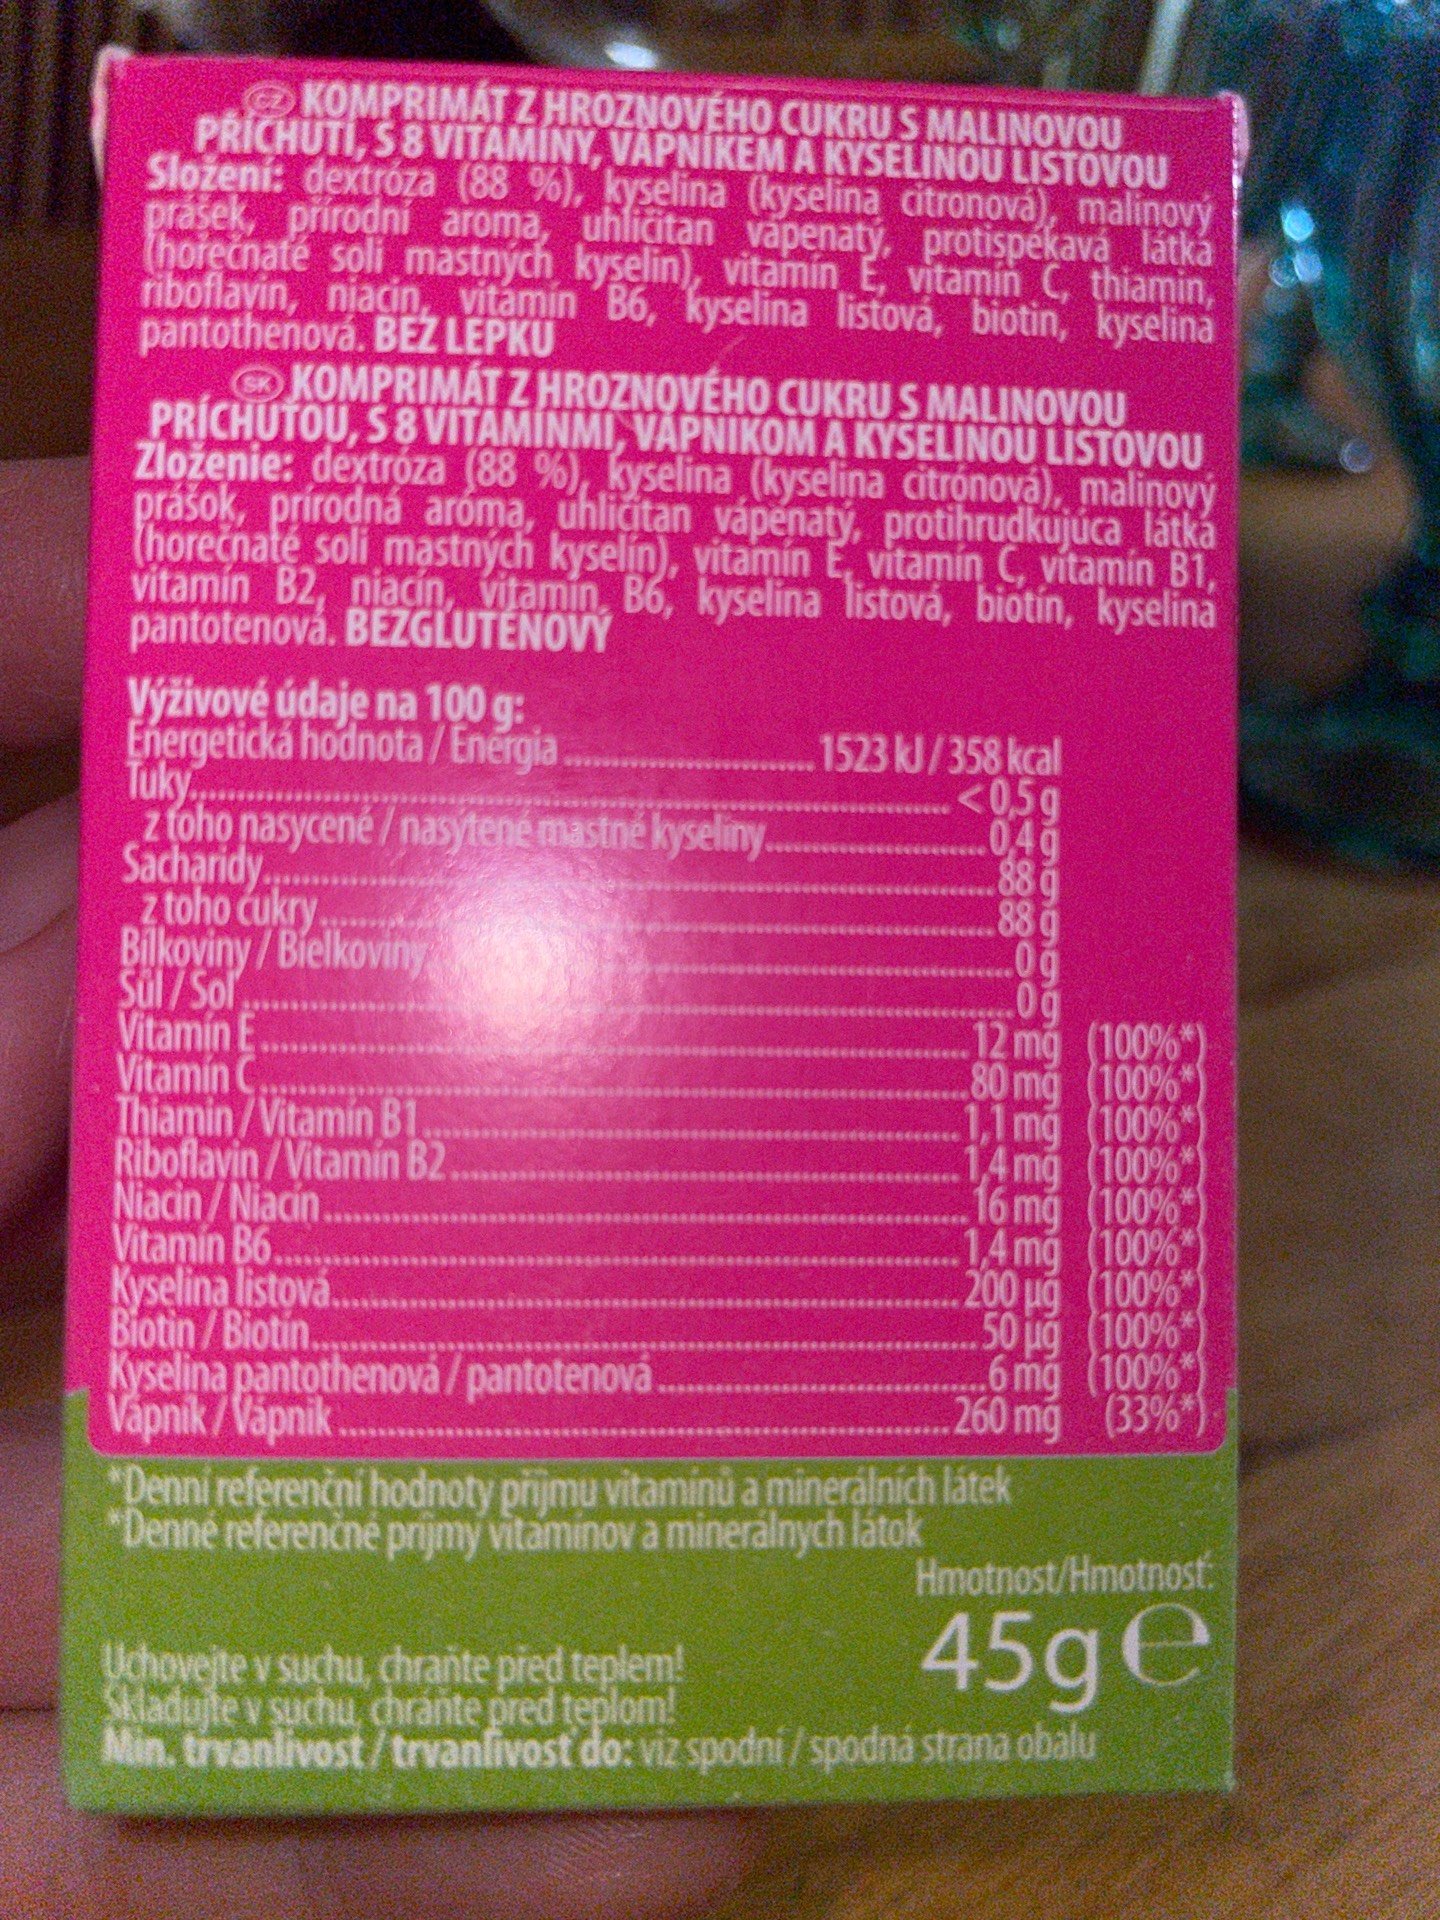 CZ KOMPRIMÁT Z HROZNOVÉHO CUKRU S MALINOVOU
PŘÍCHUTÍ, S 8 VITAMÍNY, VÁPNÍKEM A KYSELINOU LISTOVOU
Složení: dextróza (88 %), kyselina (kyselina citronová), malinový
prášek, přírodní aroma, uhličitan vápenatý, protispékavá látka
(hořečnaté soli mastných kyselin), vitamín E, vitamín C, thiamin,
riboflavin, niacin, vitamín B6, kyselina listová, biotin, kyselina
pantothenová. BEZ LEPKU
SK KOMPRIMÁT Z HROZNOVÉHO CUKRU S MALINOVOU
PRÍCHUŤOU, S 8 VITAMÍNMI, VÁPNIKOM A KYSELINOU LISTOVOU
Zloženie: dextróza (88 %), kyselina (kyselina citrónová), malinový
prášok, prírodná aróma, uhličitan vápenatý, protihrudkujúca látka
(horečnaté soli mastných kyselín), vitamín E, vitamín C, vitamín B1,
vitamín B2, niacín, vitamín B6, kyselina listová, biotín, kyselina
pantotenová. BEZGLUTÉNOVÝ
Výživové údaje na 100 g:
Energetická hodnota / Energia ........ 1523 kJ / 358 kcal
Tuky ........ < 0,5 g
z toho nasycené / nasýtené mastné kyseliny ........ 0,4 g
Sacharidy ........ 88 g
z toho cukry ........ 88 g
Bílkoviny / Bielkoviny ........ 0 g
Sůl / Soľ ........ 0 g
Vitamín E ........ 12 mg (100%*)
Vitamín C ........ 80 mg (100%*)
Thiamin / Vitamín B1 ........ 1,1 mg (100%*)
Riboflavin / Vitamín B2 ........ 1,4 mg (100%*)
Niacin / Niacín ........ 16 mg (100%*)
Vitamín B6 ........ 1,4 mg (100%*)
Kyselina listová ........ 200 µg (100%*)
Biotin / Biotín ........ 50 µg (100%*)
Kyselina pantothenová / pantotenová ........ 6 mg (100%*)
Vápník / Vápnik ........ 260 mg (33%*)
*Denní referenční hodnoty příjmu vitamínů a minerálních látek
*Denné referenčné príjmy vitamínov a minerálnych látok
Hmotnost/Hmotnosť:
45g ℮
Uchovejte v suchu, chraňte před teplem!
Skladujte v suchu, chráňte pred teplom!
Min. trvanlivost / trvanlivosť do: viz spodní / spodná strana obalu